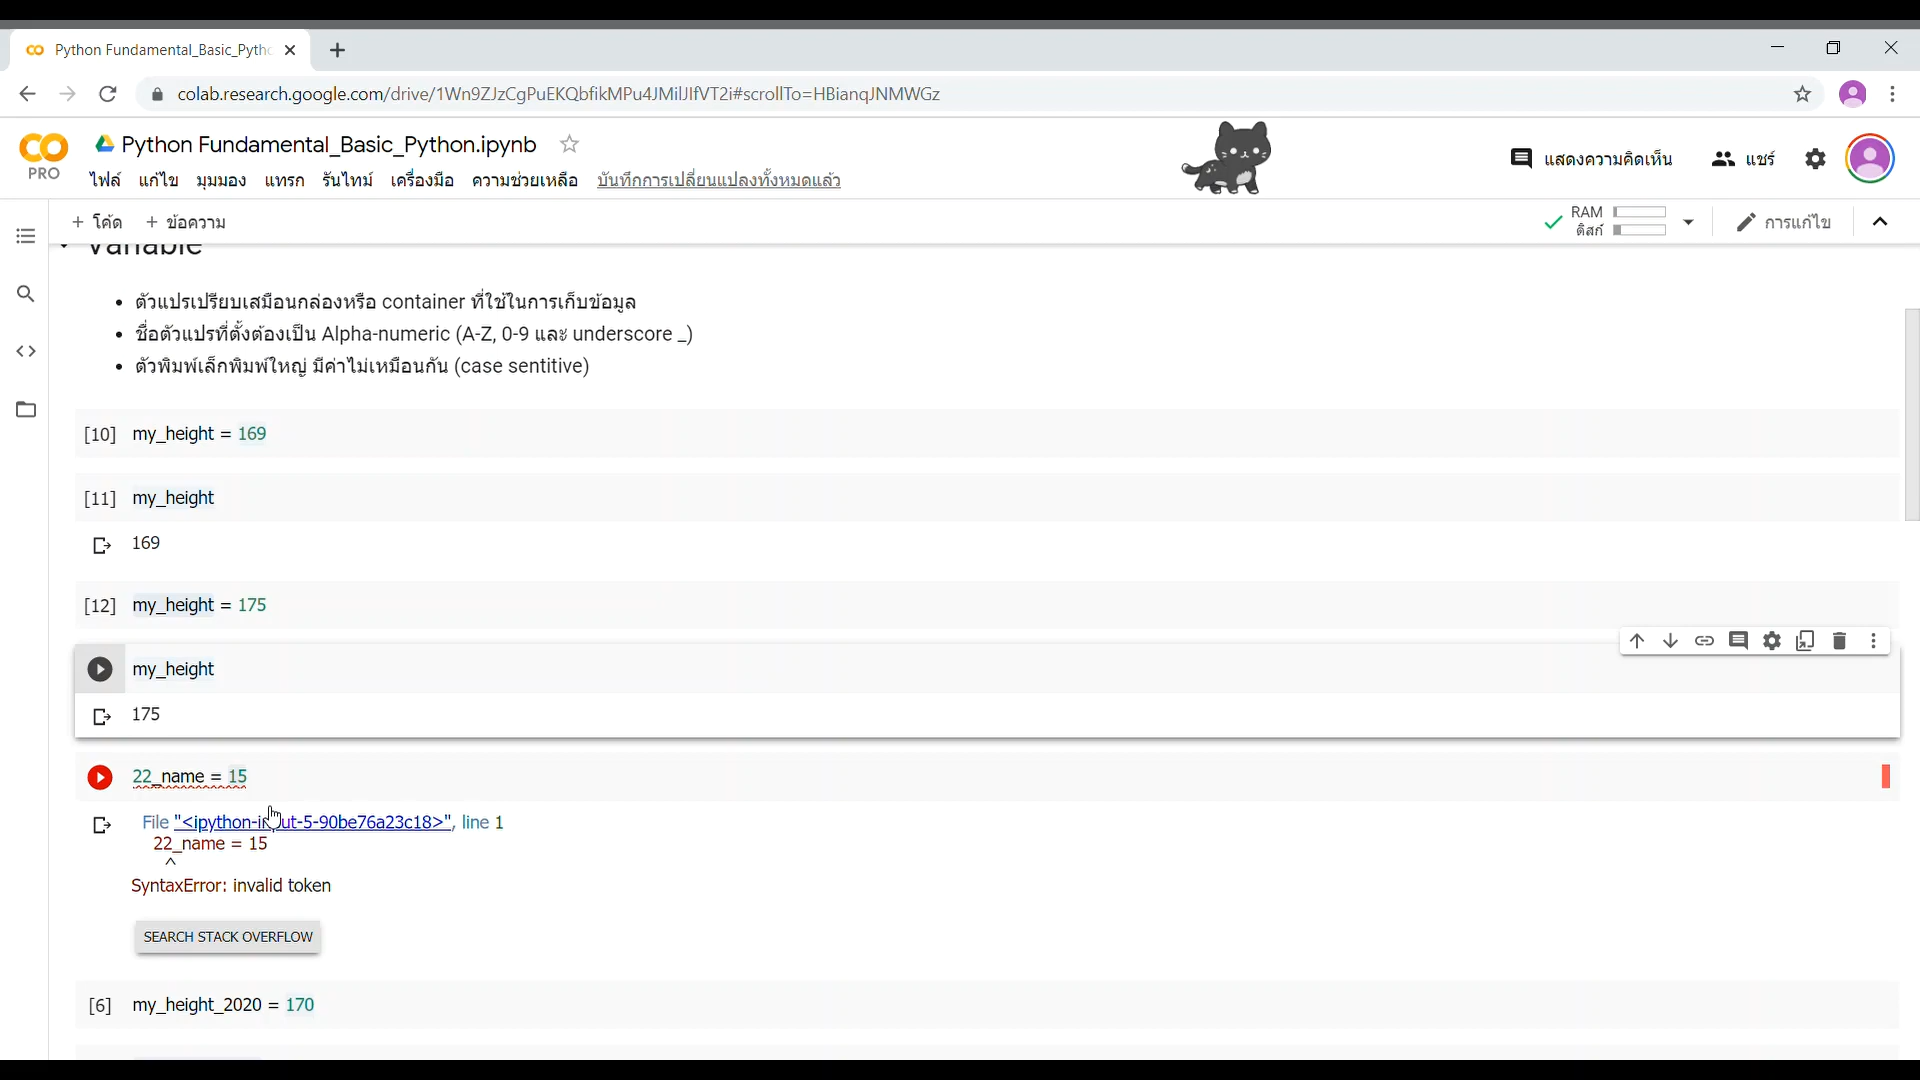 Python Fundamental_Basic_Pytho
colab.research.google.com/drive/1Wn9ZJzCgPuEKQbfikMPu4JMilJIfVT2i#scrollTo=HBianqJNMWGz
PRO
Python Fundamental_Basic_Python.ipynb
ไฟล์ แก้ไข มุมมอง แทรก รันไทม์ เครื่องมือ ความช่วยเหลือ บันทึกการเปลี่ยนแปลงทั้งหมดแล้ว
แสดงความคิดเห็น แชร์
+ โค้ด + ข้อความ
RAM
ดิสก์
การแก้ไข
Variable
• ตัวแปรเปรียบเสมือนกล่องหรือ container ที่ใช้ในการเก็บข้อมูล
• ชื่อตัวแปรที่ตั้งต้องเป็น Alpha-numeric (A-Z, 0-9 และ underscore _)
• ตัวพิมพ์เล็กพิมพ์ใหญ่ มีค่าไม่เหมือนกัน (case sentitive)
[10] my_height = 169
[11] my_height
169
[12] my_height = 175
my_height
175
22_name = 15
File "<ipython-input-5-90be76a23c18>", line 1
22_name = 15
^
SyntaxError: invalid token
SEARCH STACK OVERFLOW
[6] my_height_2020 = 170